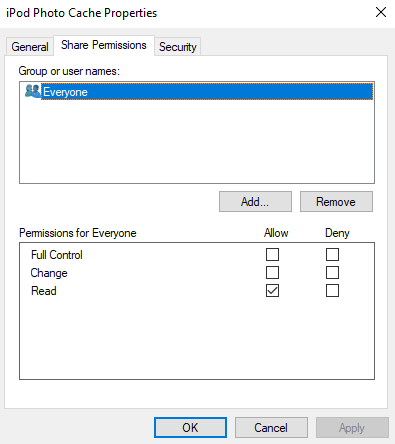 iPod Photo Cache Properties
General Share Permissions Security
Group or user names:
Everyone
Add... Remove
Permissions for Everyone Allow Deny
Full Control
Change
Read
OK Cancel Apply